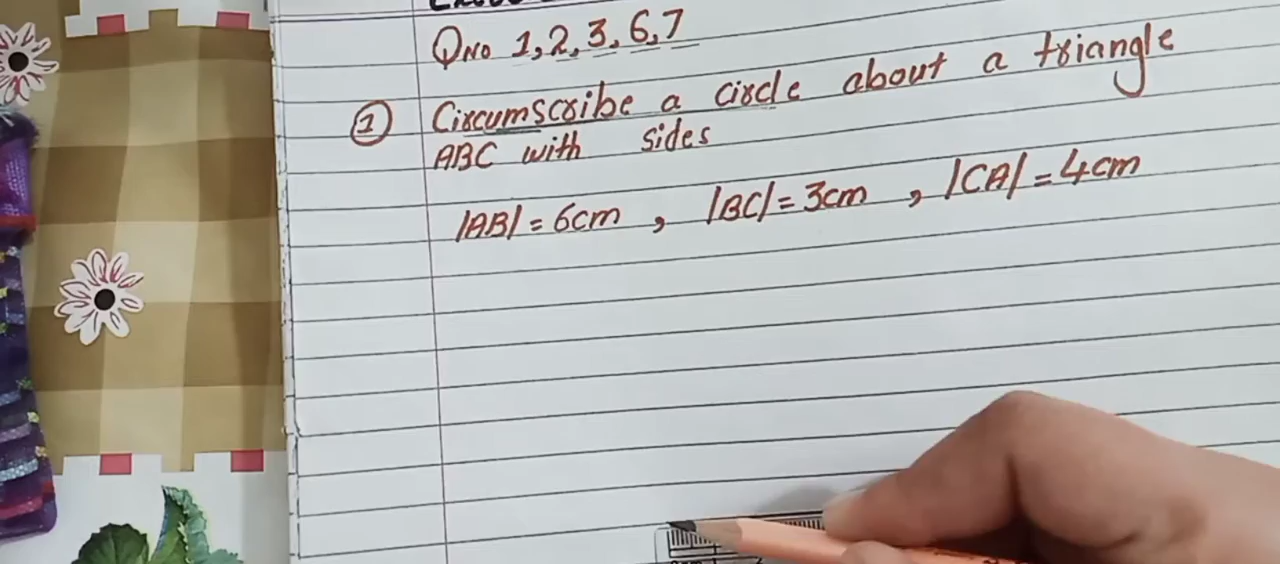 QNo 1,2,3,6,7
① Circumscribe a circle about a triangle
ABC with sides
|AB| = 6cm , |BC| = 3cm , |CA| = 4cm